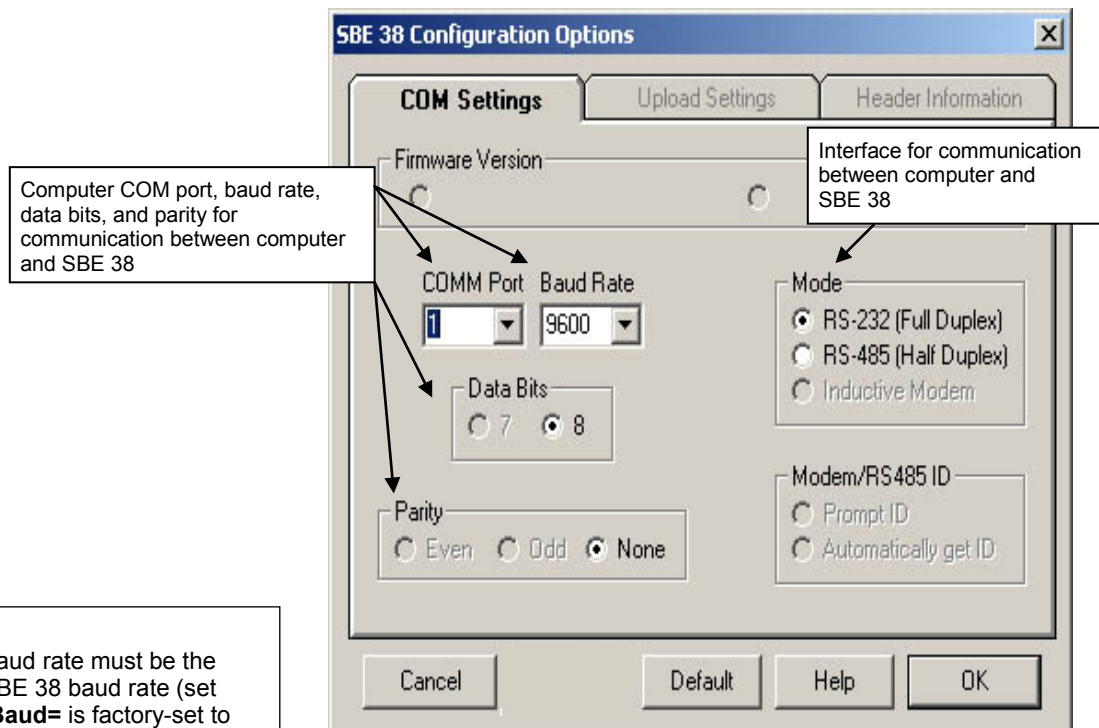 SBE 38 Configuration Options
COM Settings
Upload Settings
Header Information
Firmware Version
Interface for communication
between computer and
SBE 38
Computer COM port, baud rate,
data bits, and parity for
communication between computer
and SBE 38
COMM Port
Baud Rate
1
9600
Mode
RS-232 (Full Duplex)
RS-485 (Half Duplex)
Inductive Modem
Data Bits
7
8
Modem/RS485 ID
Prompt ID
Automatically get ID
Parity
Even
Odd
None
aud rate must be the
BE 38 baud rate (set
Baud= is factory-set to
Cancel
Default
Help
OK